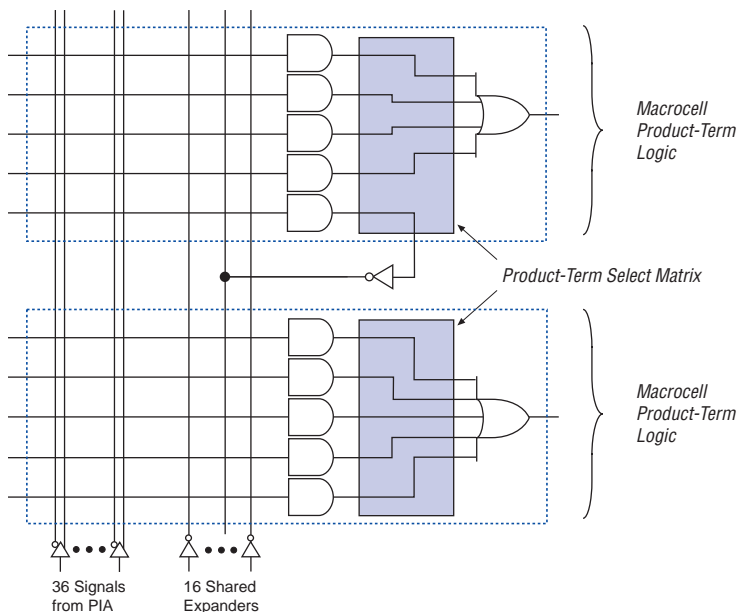 Macrocell
Product-Term
Logic
Product-Term Select Matrix
Macrocell
Product-Term
Logic
36 Signals
from PIA
16 Shared
Expanders